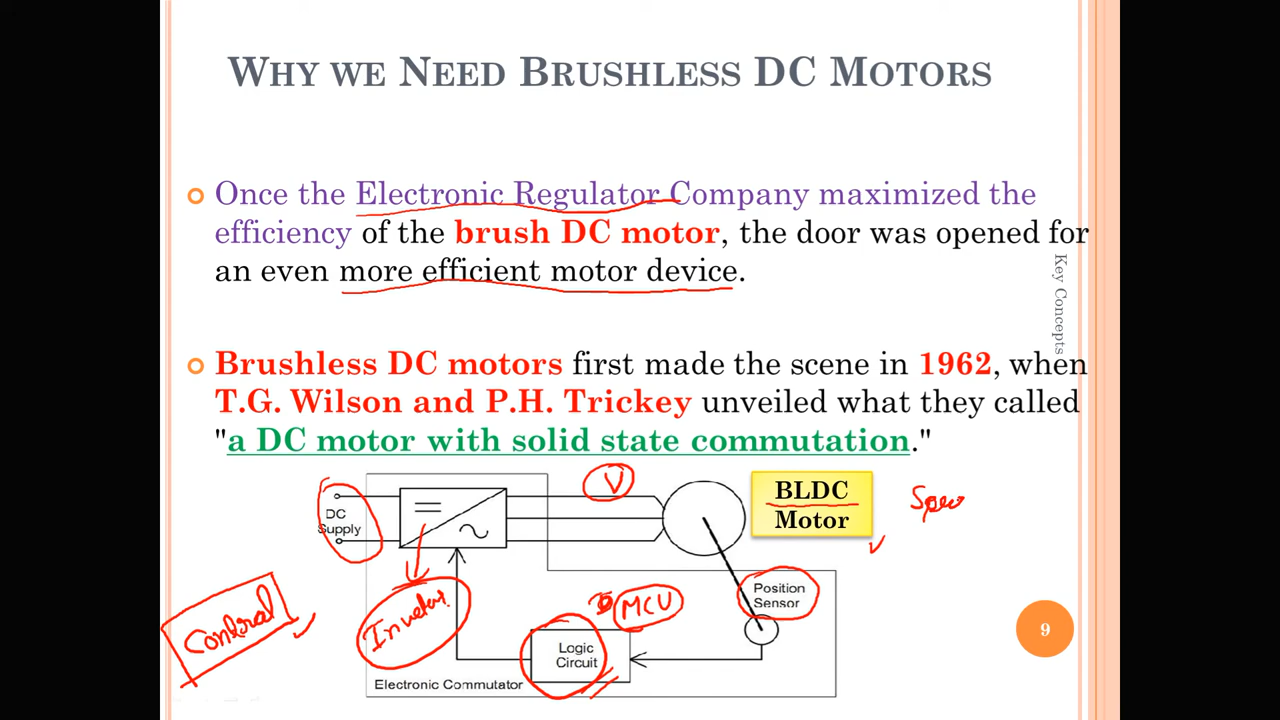 WHY WE NEED BRUSHLESS DC MOTORS
Once the Electronic Regulator Company maximized the
efficiency of the brush DC motor, the door was opened for
an even more efficient motor device.
Key Concepts
Brushless DC motors first made the scene in 1962, when
T.G. Wilson and P.H. Trickey unveiled what they called
"a DC motor with solid state commutation."
V
BLDC
Motor
DC
Supply
Position
Sensor
MCU
Control
Logic
Circuit
Electronic Commutator
9